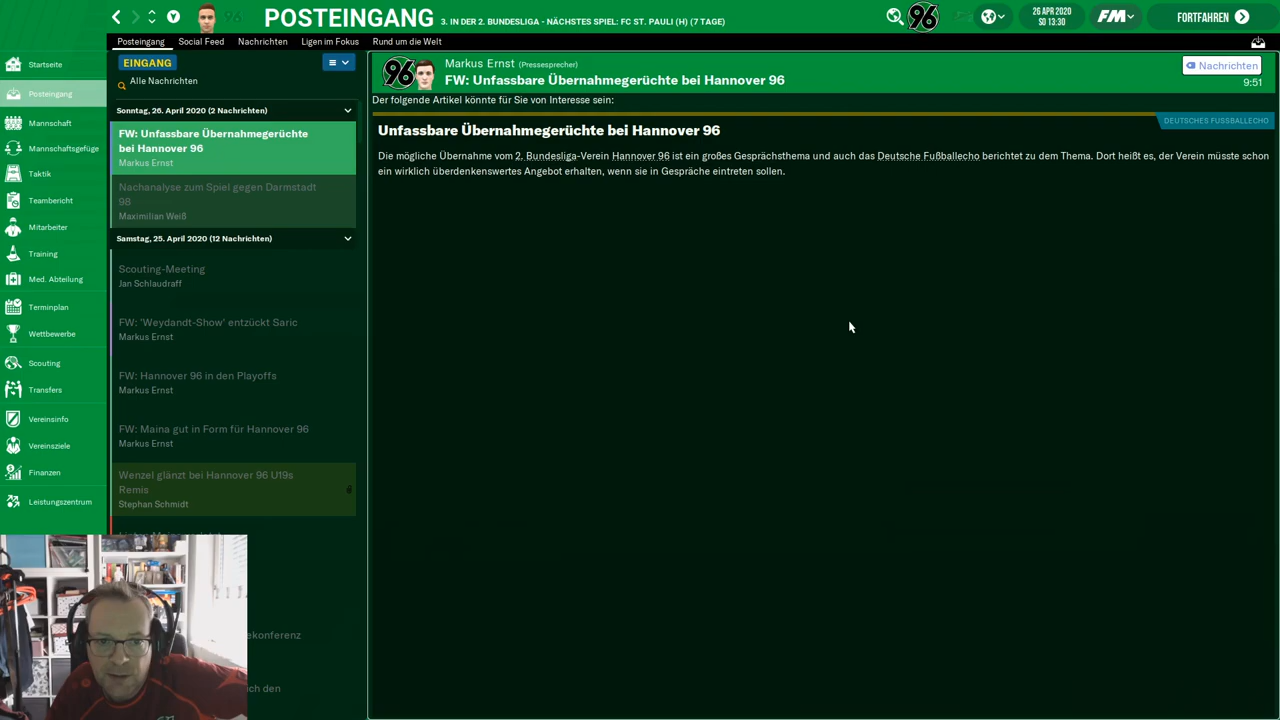 POSTEINGANG
3. IN DER 2. BUNDESLIGA - NÄCHSTES SPIEL: FC ST. PAULI (H) (7 TAGE)
26 APR 2020
SO 13:30
FM
FORTFAHREN
Posteingang
Social Feed
Nachrichten
Ligen im Fokus
Rund um die Welt
Startseite
Posteingang
Mannschaft
Mannschaftsgefüge
Taktik
Teambericht
Mitarbeiter
Training
Med. Abteilung
Terminplan
Wettbewerbe
Scouting
Transfers
Vereinsinfo
Vereinsziele
Finanzen
Leistungszentrum
EINGANG
Alle Nachrichten
Sonntag, 26. April 2020 (2 Nachrichten)
FW: Unfassbare Übernahmegerüchte
bei Hannover 96
Markus Ernst
Nachanalyse zum Spiel gegen Darmstadt
98
Maximilian Weiß
Samstag, 25. April 2020 (12 Nachrichten)
Scouting-Meeting
Jan Schlaudraff
FW: 'Weydandt-Show' entzückt Saric
Markus Ernst
FW: Hannover 96 in den Playoffs
Markus Ernst
FW: Maina gut in Form für Hannover 96
Markus Ernst
Wenzel glänzt bei Hannover 96 U19s
Remis
Stephan Schmidt
ekonferenz
ich den
Markus Ernst (Pressesprecher)
FW: Unfassbare Übernahmegerüchte bei Hannover 96
Nachrichten
9:51
Der folgende Artikel könnte für Sie von Interesse sein:
DEUTSCHES FUSSBALLECHO
Unfassbare Übernahmegerüchte bei Hannover 96
Die mögliche Übernahme vom 2. Bundesliga-Verein Hannover 96 ist ein großes Gesprächsthema und auch das Deutsche Fußballecho berichtet zu dem Thema. Dort heißt es, der Verein müsste schon
ein wirklich überdenkenswertes Angebot erhalten, wenn sie in Gespräche eintreten sollen.